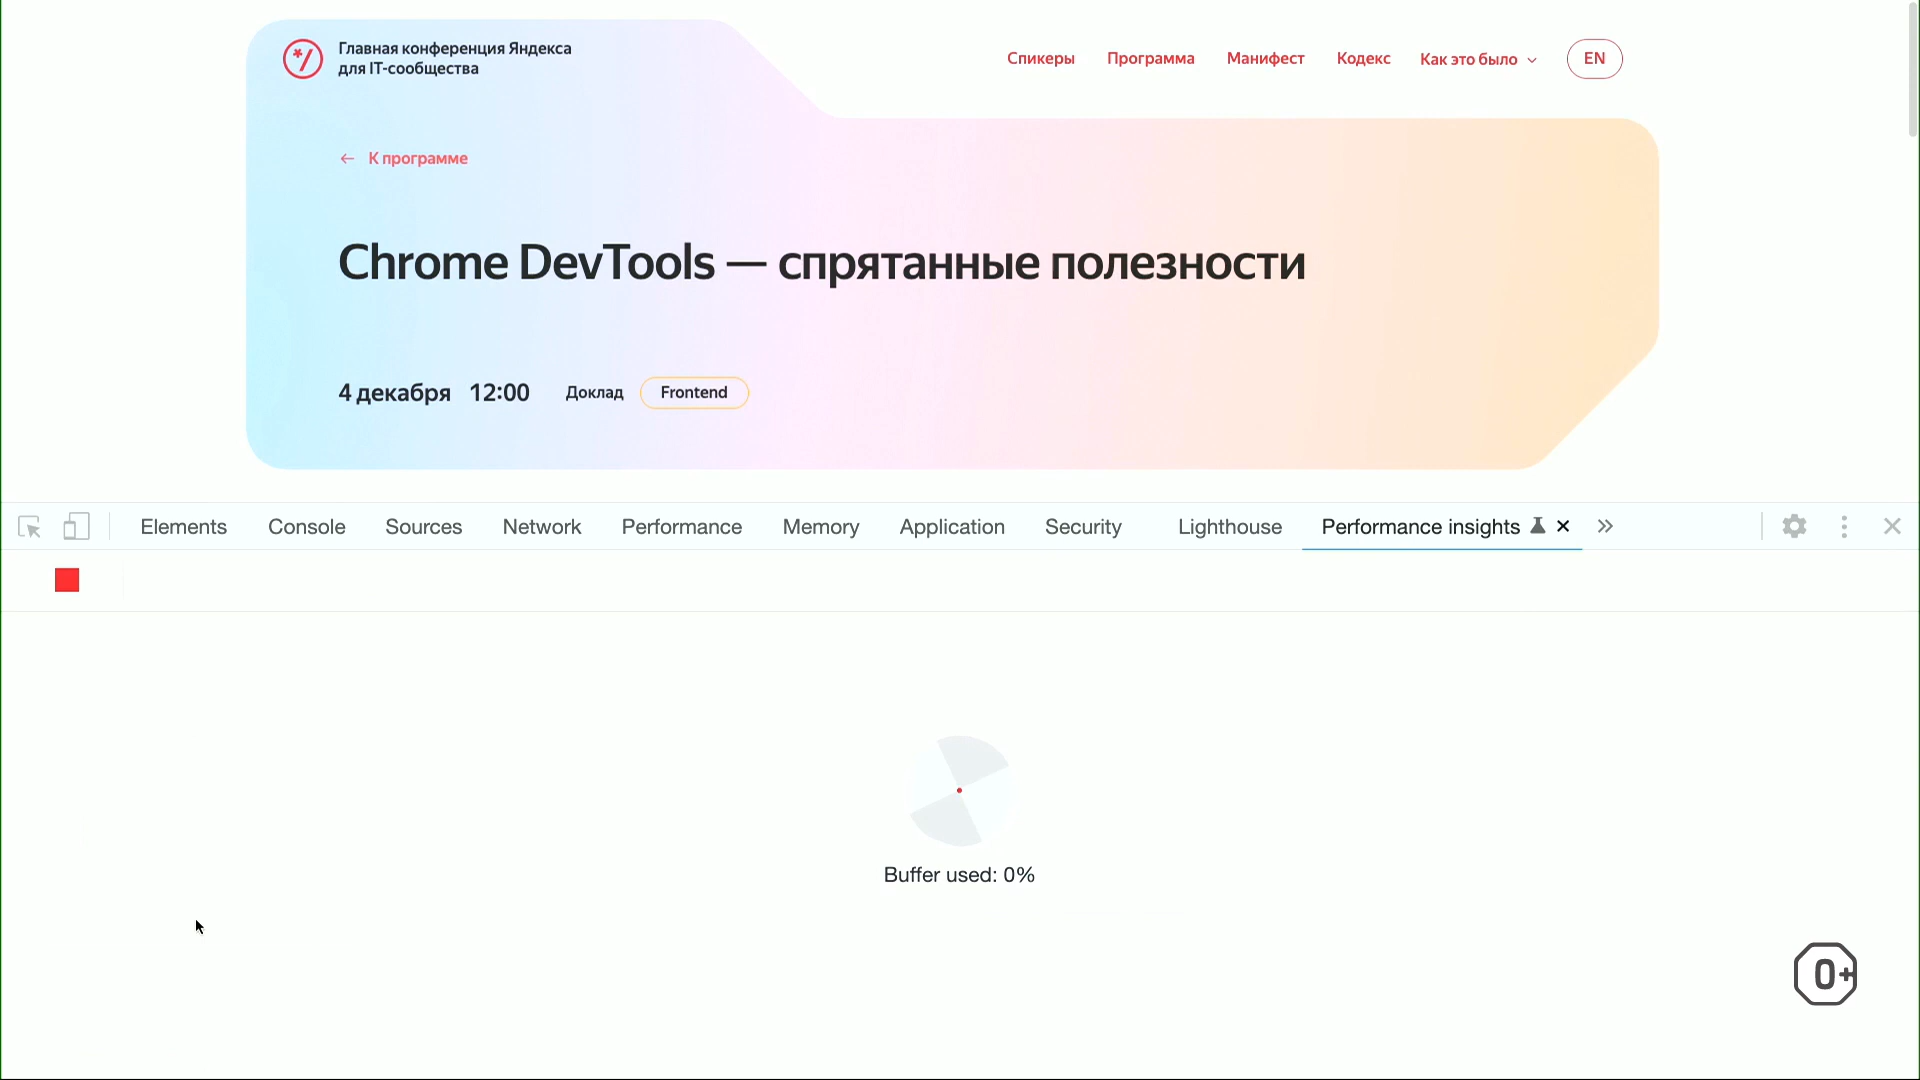 Главная конференция Яндекса
для IT-сообщества
Спикеры
Программа
Манифест
Кодекс
Как это было
EN
← К программе
Chrome DevTools — спрятанные полезности
4 декабря 12:00 Доклад Frontend
Elements Console Sources Network Performance Memory Application Security Lighthouse Performance insights
Buffer used: 0%
0+